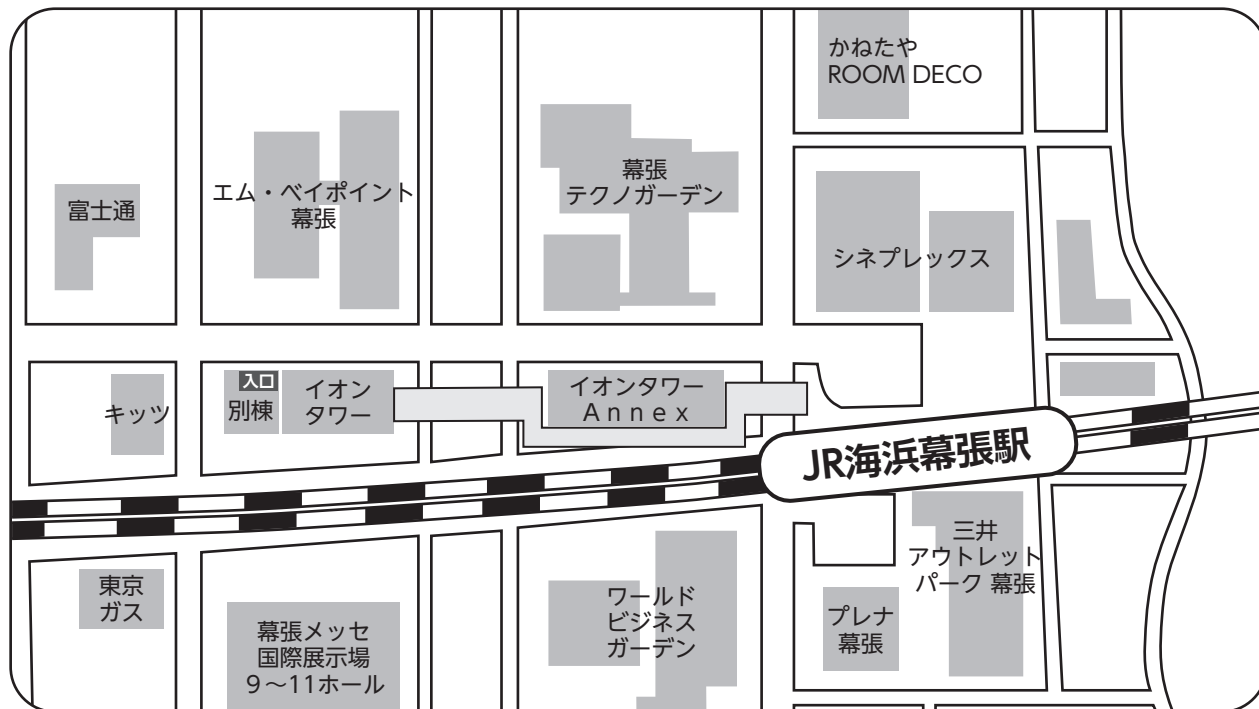 かねたや
ROOM DECO
富士通
エム・ベイポイント
幕張
幕張
テクノガーデン
シネプレックス
キッツ
入口
別棟
イオン
タワー
イオンタワー
Annex
JR海浜幕張駅
東京
ガス
幕張メッセ
国際展示場
9〜11ホール
ワールド
ビジネス
ガーデン
プレナ
幕張
三井
アウトレット
パーク 幕張